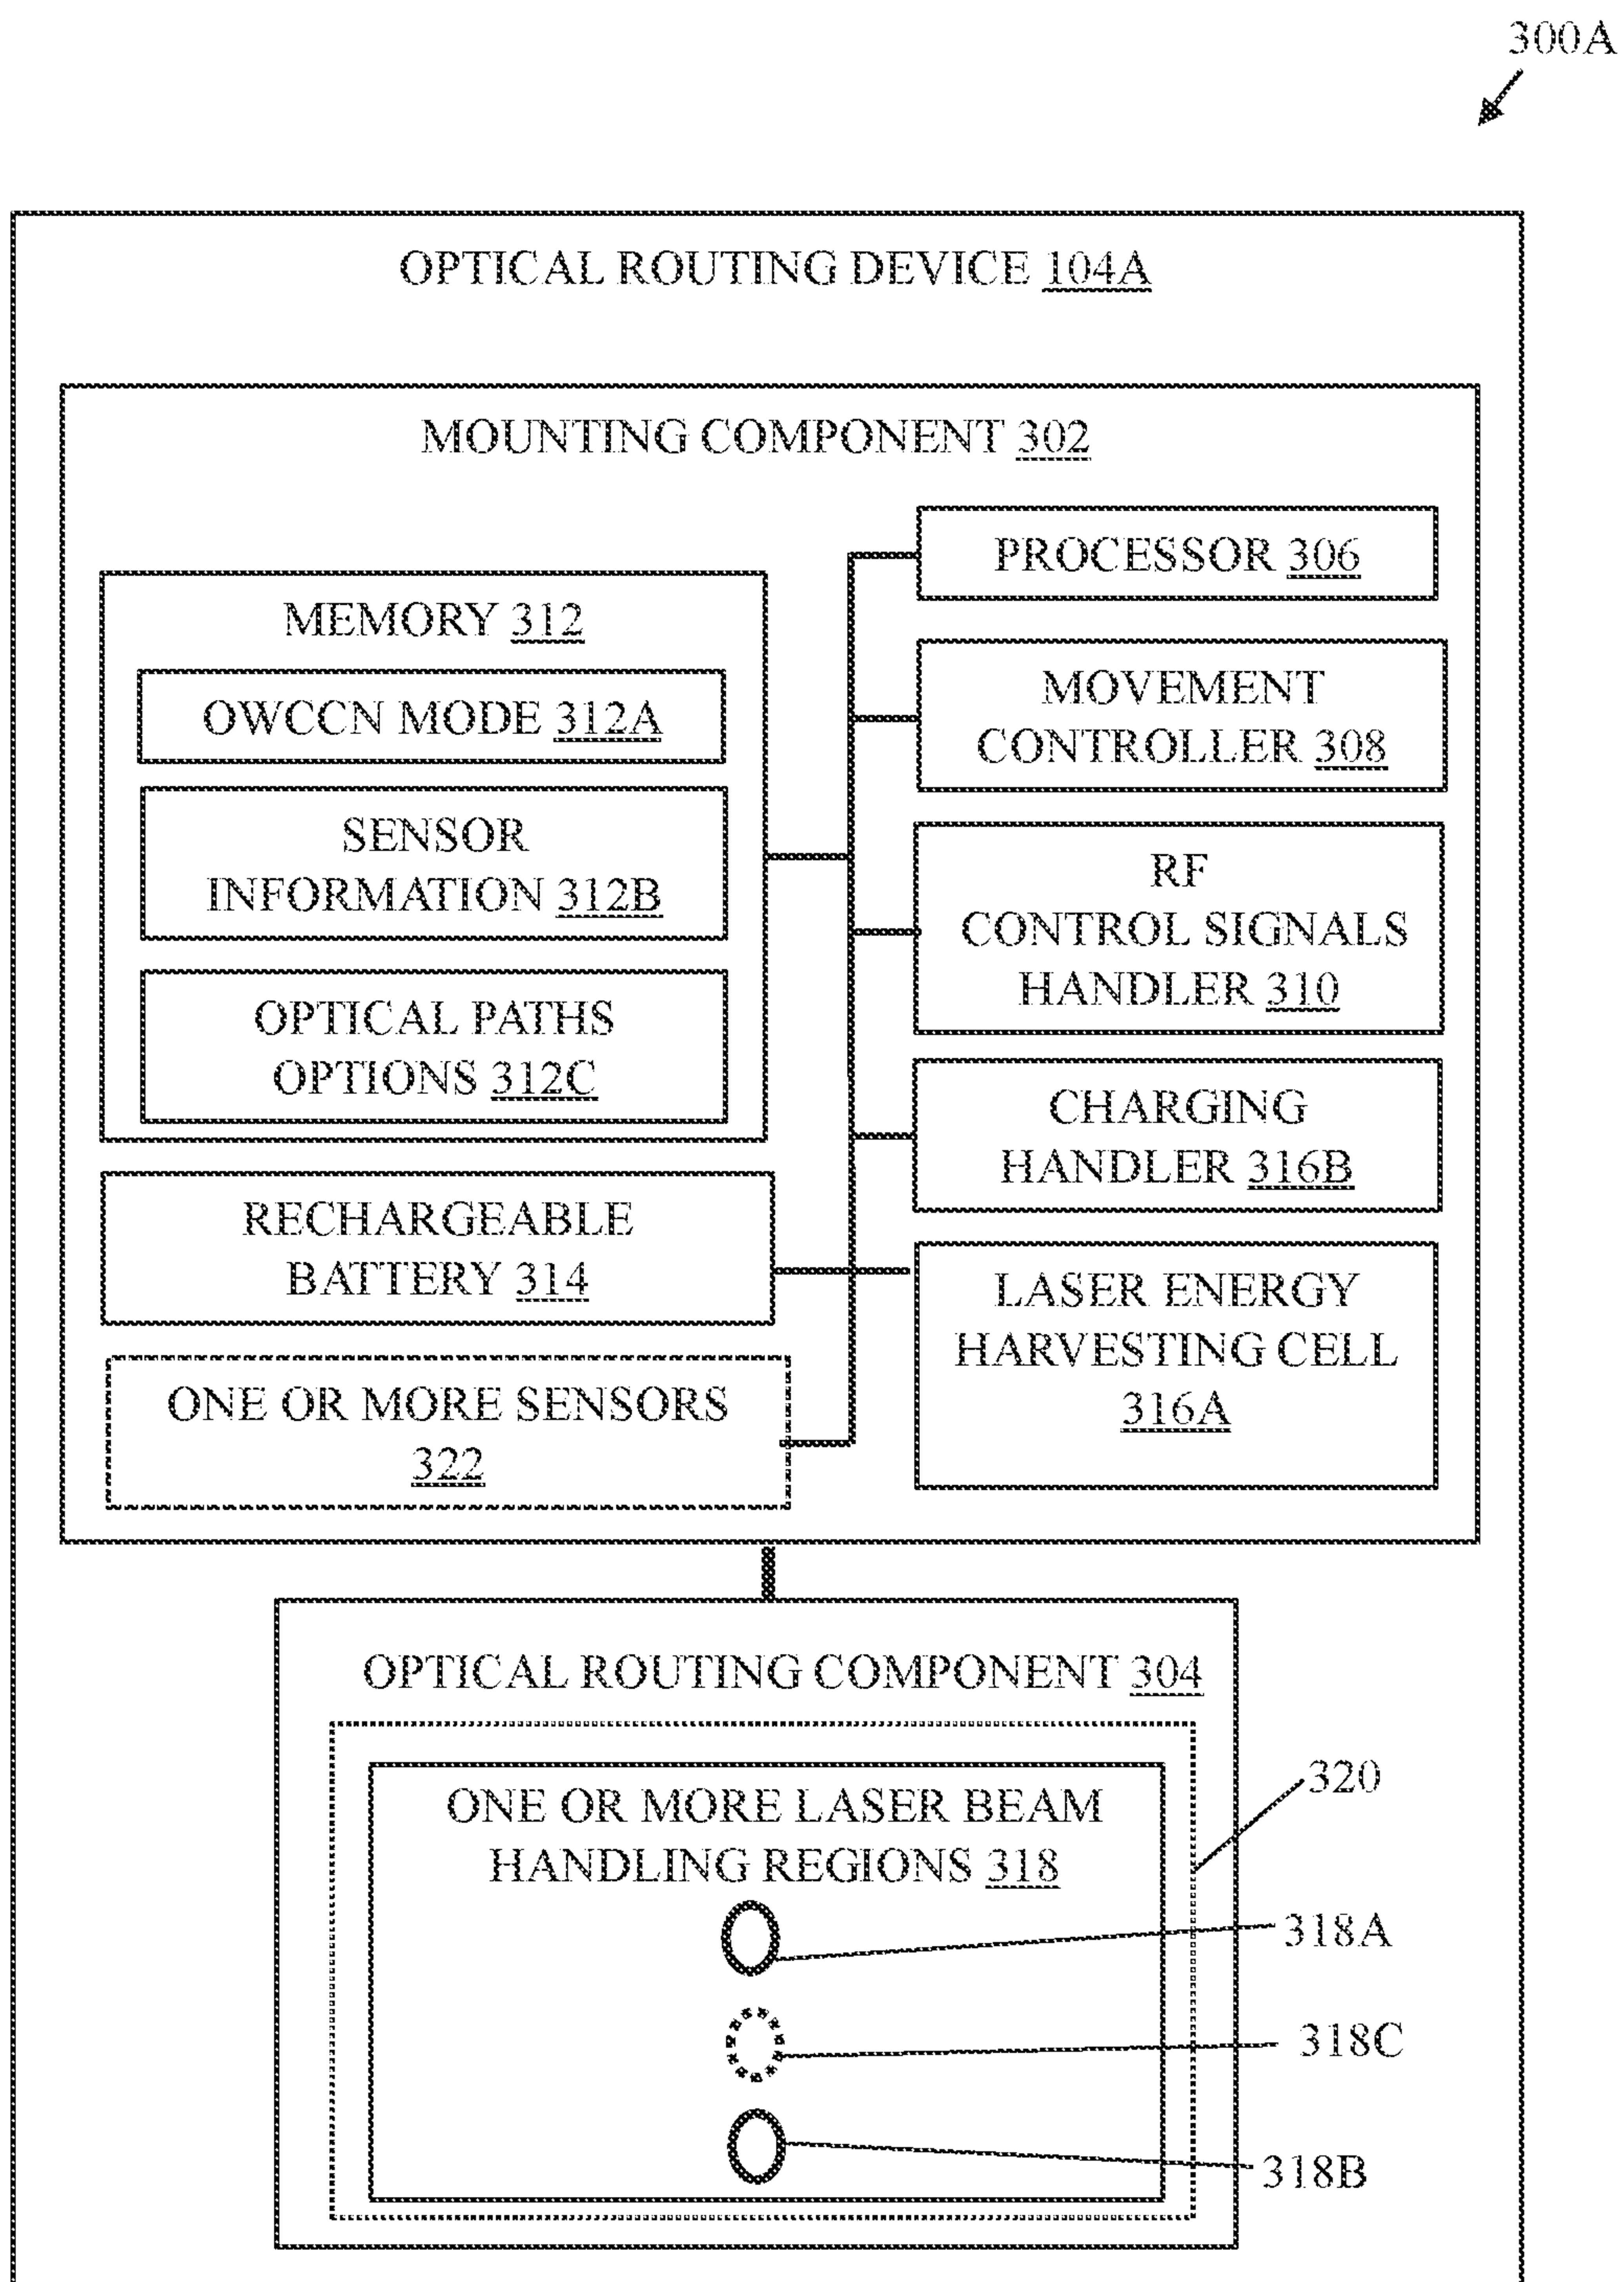 300A
OPTICAL ROUTING DEVICE 104A
MOUNTING COMPONENT 302
MEMORY 312
OWCCN MODE 312A
SENSOR
INFORMATION 312B
OPTICAL PATHS
OPTIONS 312C
RECHARGEABLE
BATTERY 314
ONE OR MORE SENSORS
322
PROCESSOR 306
MOVEMENT
CONTROLLER 308
RF
CONTROL SIGNALS
HANDLER 310
CHARGING
HANDLER 316B
LASER ENERGY
HARVESTING CELL
316A
OPTICAL ROUTING COMPONENT 304
ONE OR MORE LASER BEAM
HANDLING REGIONS 318
320
318A
318C
318B